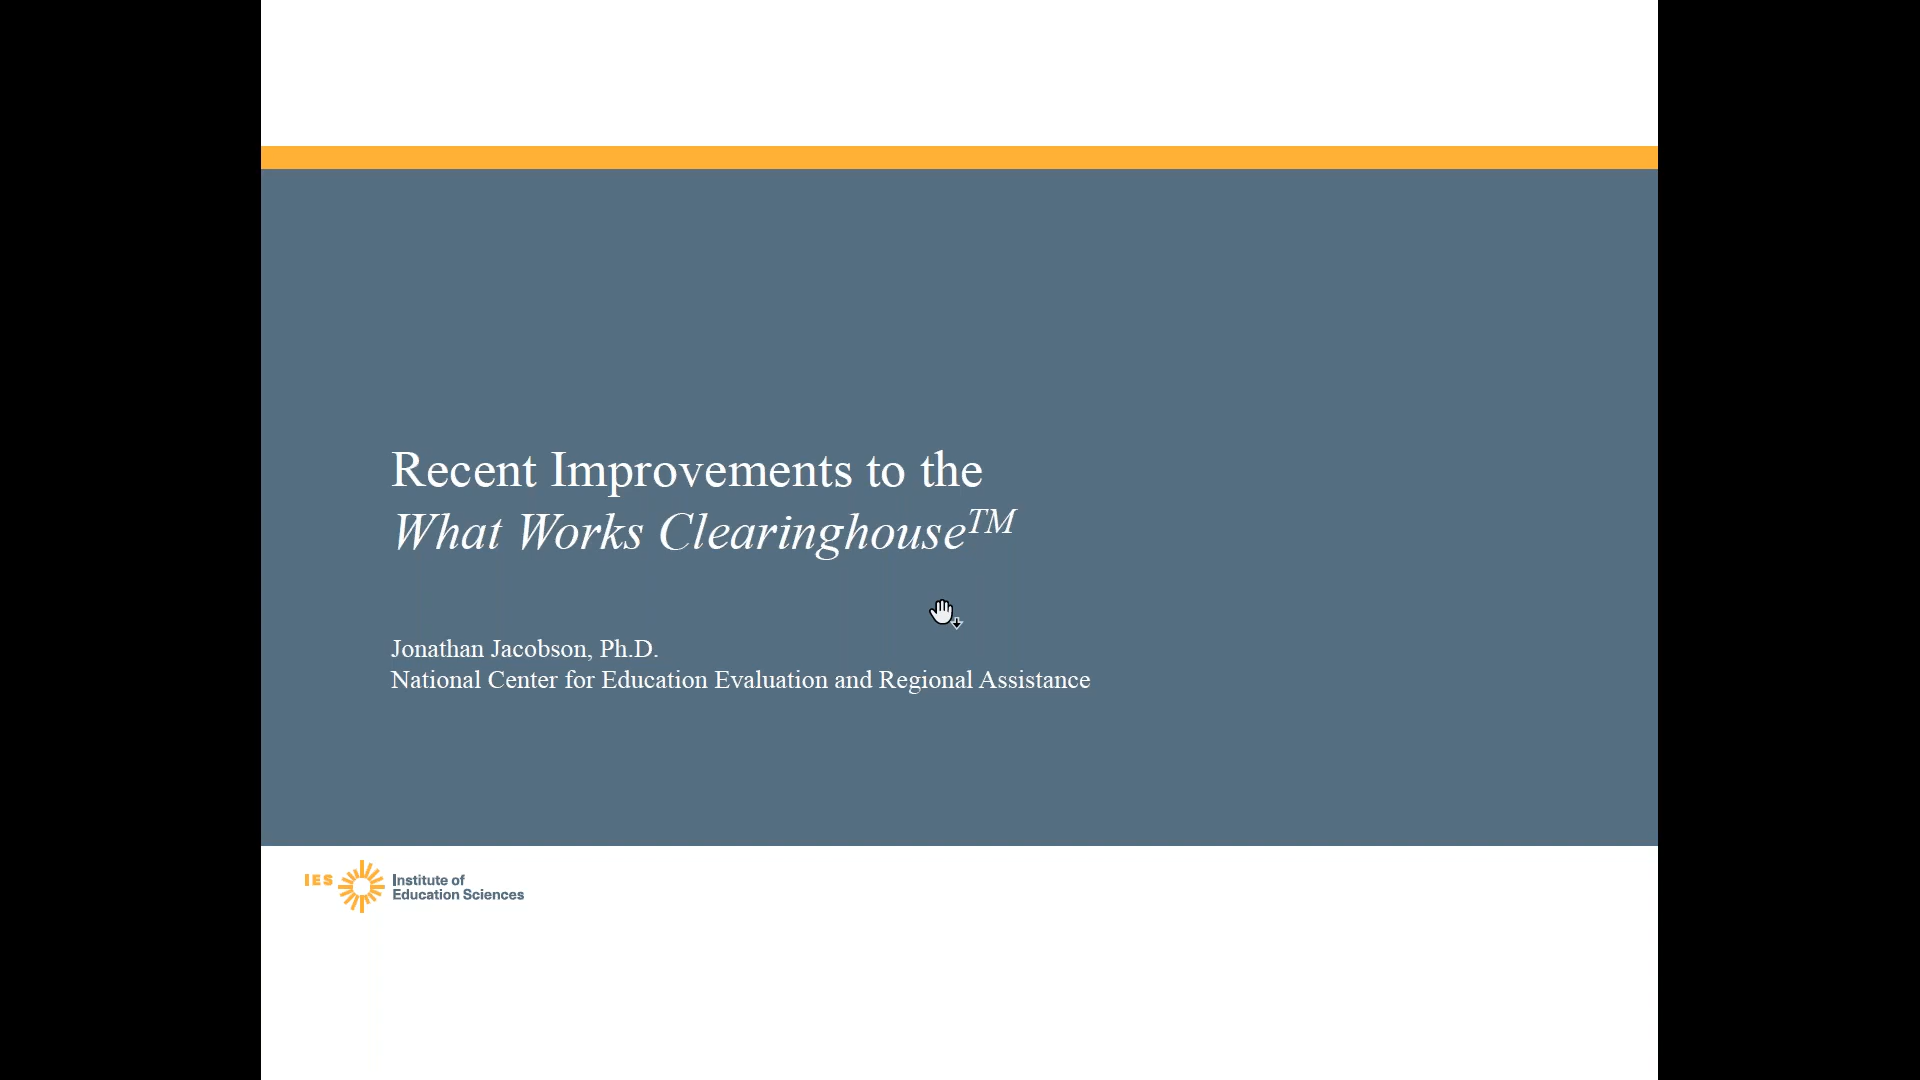 Recent Improvements to the
What Works Clearinghouse™
Jonathan Jacobson, Ph.D.
National Center for Education Evaluation and Regional Assistance
IES
Institute of
Education Sciences